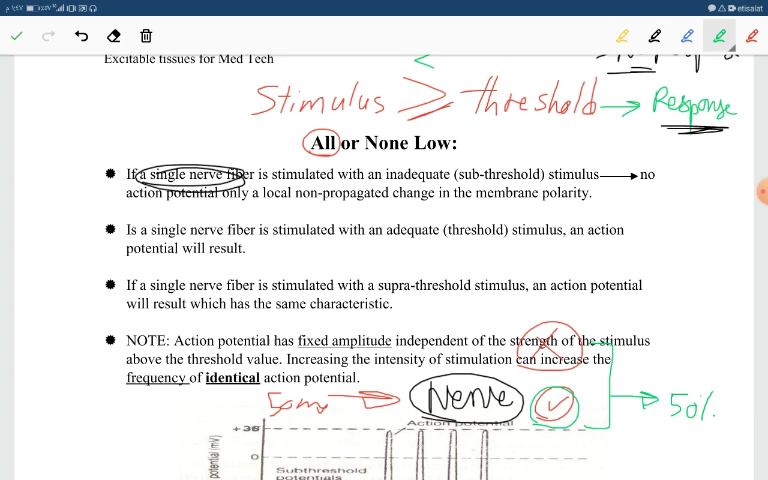 etisalat
Excitable tissues for Med Tech
Stimulus ≥ threshold → Response
All or None Low:
If a single nerve fiber is stimulated with an inadequate (sub-threshold) stimulus → no
action potential only a local non-propagated change in the membrane polarity.
Is a single nerve fiber is stimulated with an adequate (threshold) stimulus, an action
potential will result.
If a single nerve fiber is stimulated with a supra-threshold stimulus, an action potential
will result which has the same characteristic.
NOTE: Action potential has fixed amplitude independent of the strength of the stimulus
above the threshold value. Increasing the intensity of stimulation can increase the
frequency of identical action potential.
Nerve
50%
Action potential
0
potential (mV)
Subthreshold
potentials